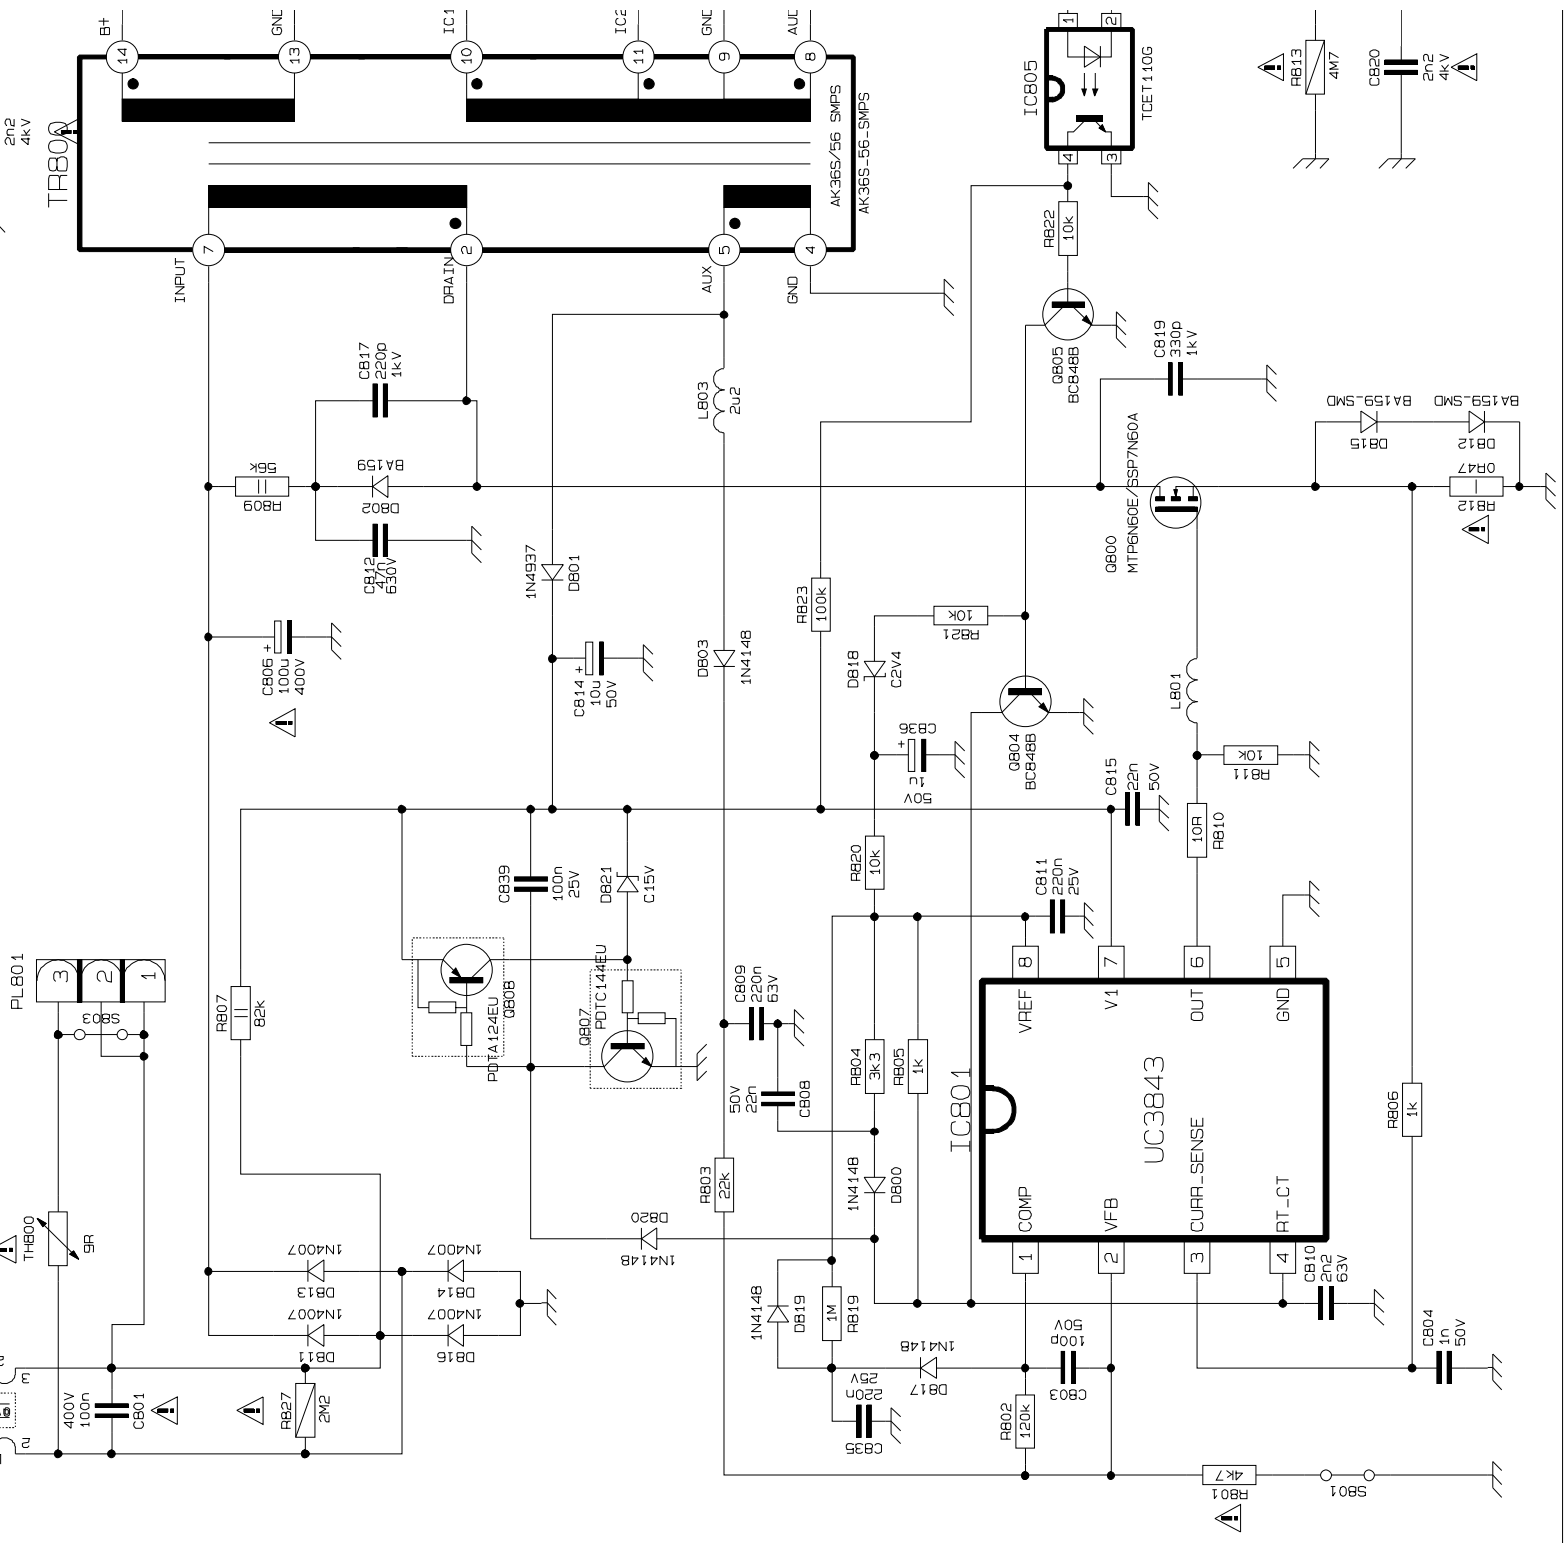 B+
GND
IC1
IC2
GND
AUD
14
13
10
11
9
8
2n2
4kV
TR800
AK36S/56 SMPS
AK36S-56-SMPS
7
2
5
4
INPUT
DRAIN
AUX
GND
1
2
IC805
TCET110G
4
3
R813
4M7
C820
2n2
4kV
R822
10k
Q805
BC848B
C819
330p
1kV
C817
220p
1kV
L803
2u2
56k
R809
BA159
D802
C812
47n
630V
1N4937
D801
R823
100k
Q800
MTP6N60E/SSP7N60A
BA159_SMD
D815
BA159_SMD
D812
0R47
R812
C806
100u
400V
+
C814
10u
50V
+
D803
1N4148
D818
C2V4
10k
R821
L801
C836
1u
50V
+
Q804
BC848B
C815
22n
50V
10k
R811
10R
R810
C839
100n
25V
D821
C15V
R820
10k
C811
220n
25V
PL801
3
2
1
S803
R807
82k
PDTA124EU
Q808
Q807
PDTC144EU
C809
220n
63V
50V
22n
C808
R804
3k3
R805
1k
8
7
6
5
VREF
V1
OUT
GND
IC801
UC3843
COMP
VFB
CURR_SENSE
RT_CT
1
2
3
4
R806
1k
R803
22k
1N4148
D800
D820
1N4148
TH800
9R
1N4007
D813
1N4007
D814
1N4007
D811
1N4007
D816
1N4148
D819
1M
R819
1N4148
D817
C810
2n2
63V
100p
50V
C803
C804
1n
50V
3
2
400V
100n
C801
R827
2M2
220n
25V
C835
R802
120k
4k7
R801
S801